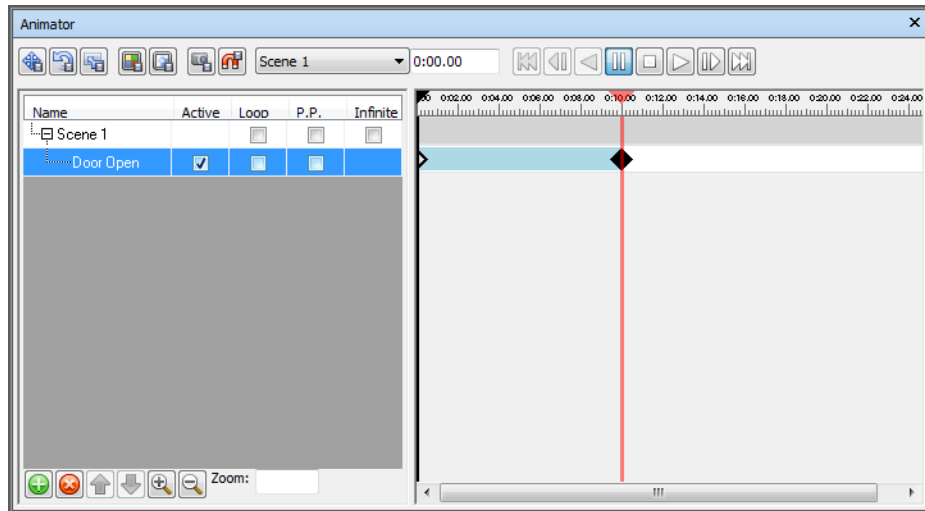 Animator
Scene 1 0:00.00
Name Active Loop P.P. Infinite
0:02.00 0:04.00 0:06.00 0:08.00 0:10.00 0:12.00 0:14.00 0:16.00 0:18.00 0:20.00 0:22.00 0:24.00
Scene 1
Door Open
Zoom: